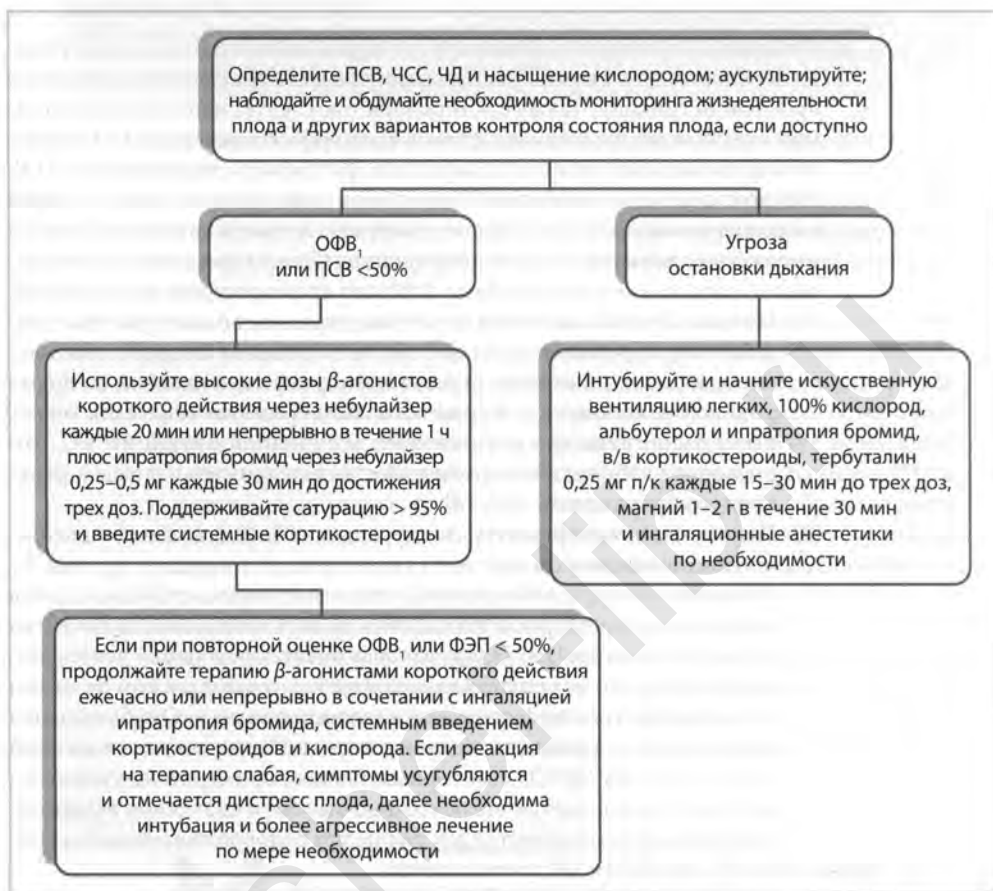 Определите ПСВ, ЧСС, ЧД и насыщение кислородом; аускультируйте;
наблюдайте и обдумайте необходимость мониторинга жизнедеятельности
плода и других вариантов контроля состояния плода, если доступно
ОФВ₁
или ПСВ <50%
Угроза
остановки дыхания
Используйте высокие дозы β-агонистов
короткого действия через небулайзер
каждые 20 мин или непрерывно в течение 1 ч
плюс ипратропия бромид через небулайзер
0,25–0,5 мг каждые 30 мин до достижения
трех доз. Поддерживайте сатурацию > 95%
и введите системные кортикостероиды
Интубируйте и начните искусственную
вентиляцию легких, 100% кислород,
альбутерол и ипратропия бромид,
в/в кортикостероиды, тербуталин
0,25 мг п/к каждые 15–30 мин до трех доз,
магний 1–2 г в течение 30 мин
и ингаляционные анестетики
по необходимости
Если при повторной оценке ОФВ₁ или ФЭП < 50%,
продолжайте терапию β-агонистами короткого действия
ежечасно или непрерывно в сочетании с ингаляцией
ипратропия бромида, системным введением
кортикостероидов и кислорода. Если реакция
на терапию слабая, симптомы усугубляются
и отмечается дистресс плода, далее необходима
интубация и более агрессивное лечение
по мере необходимости